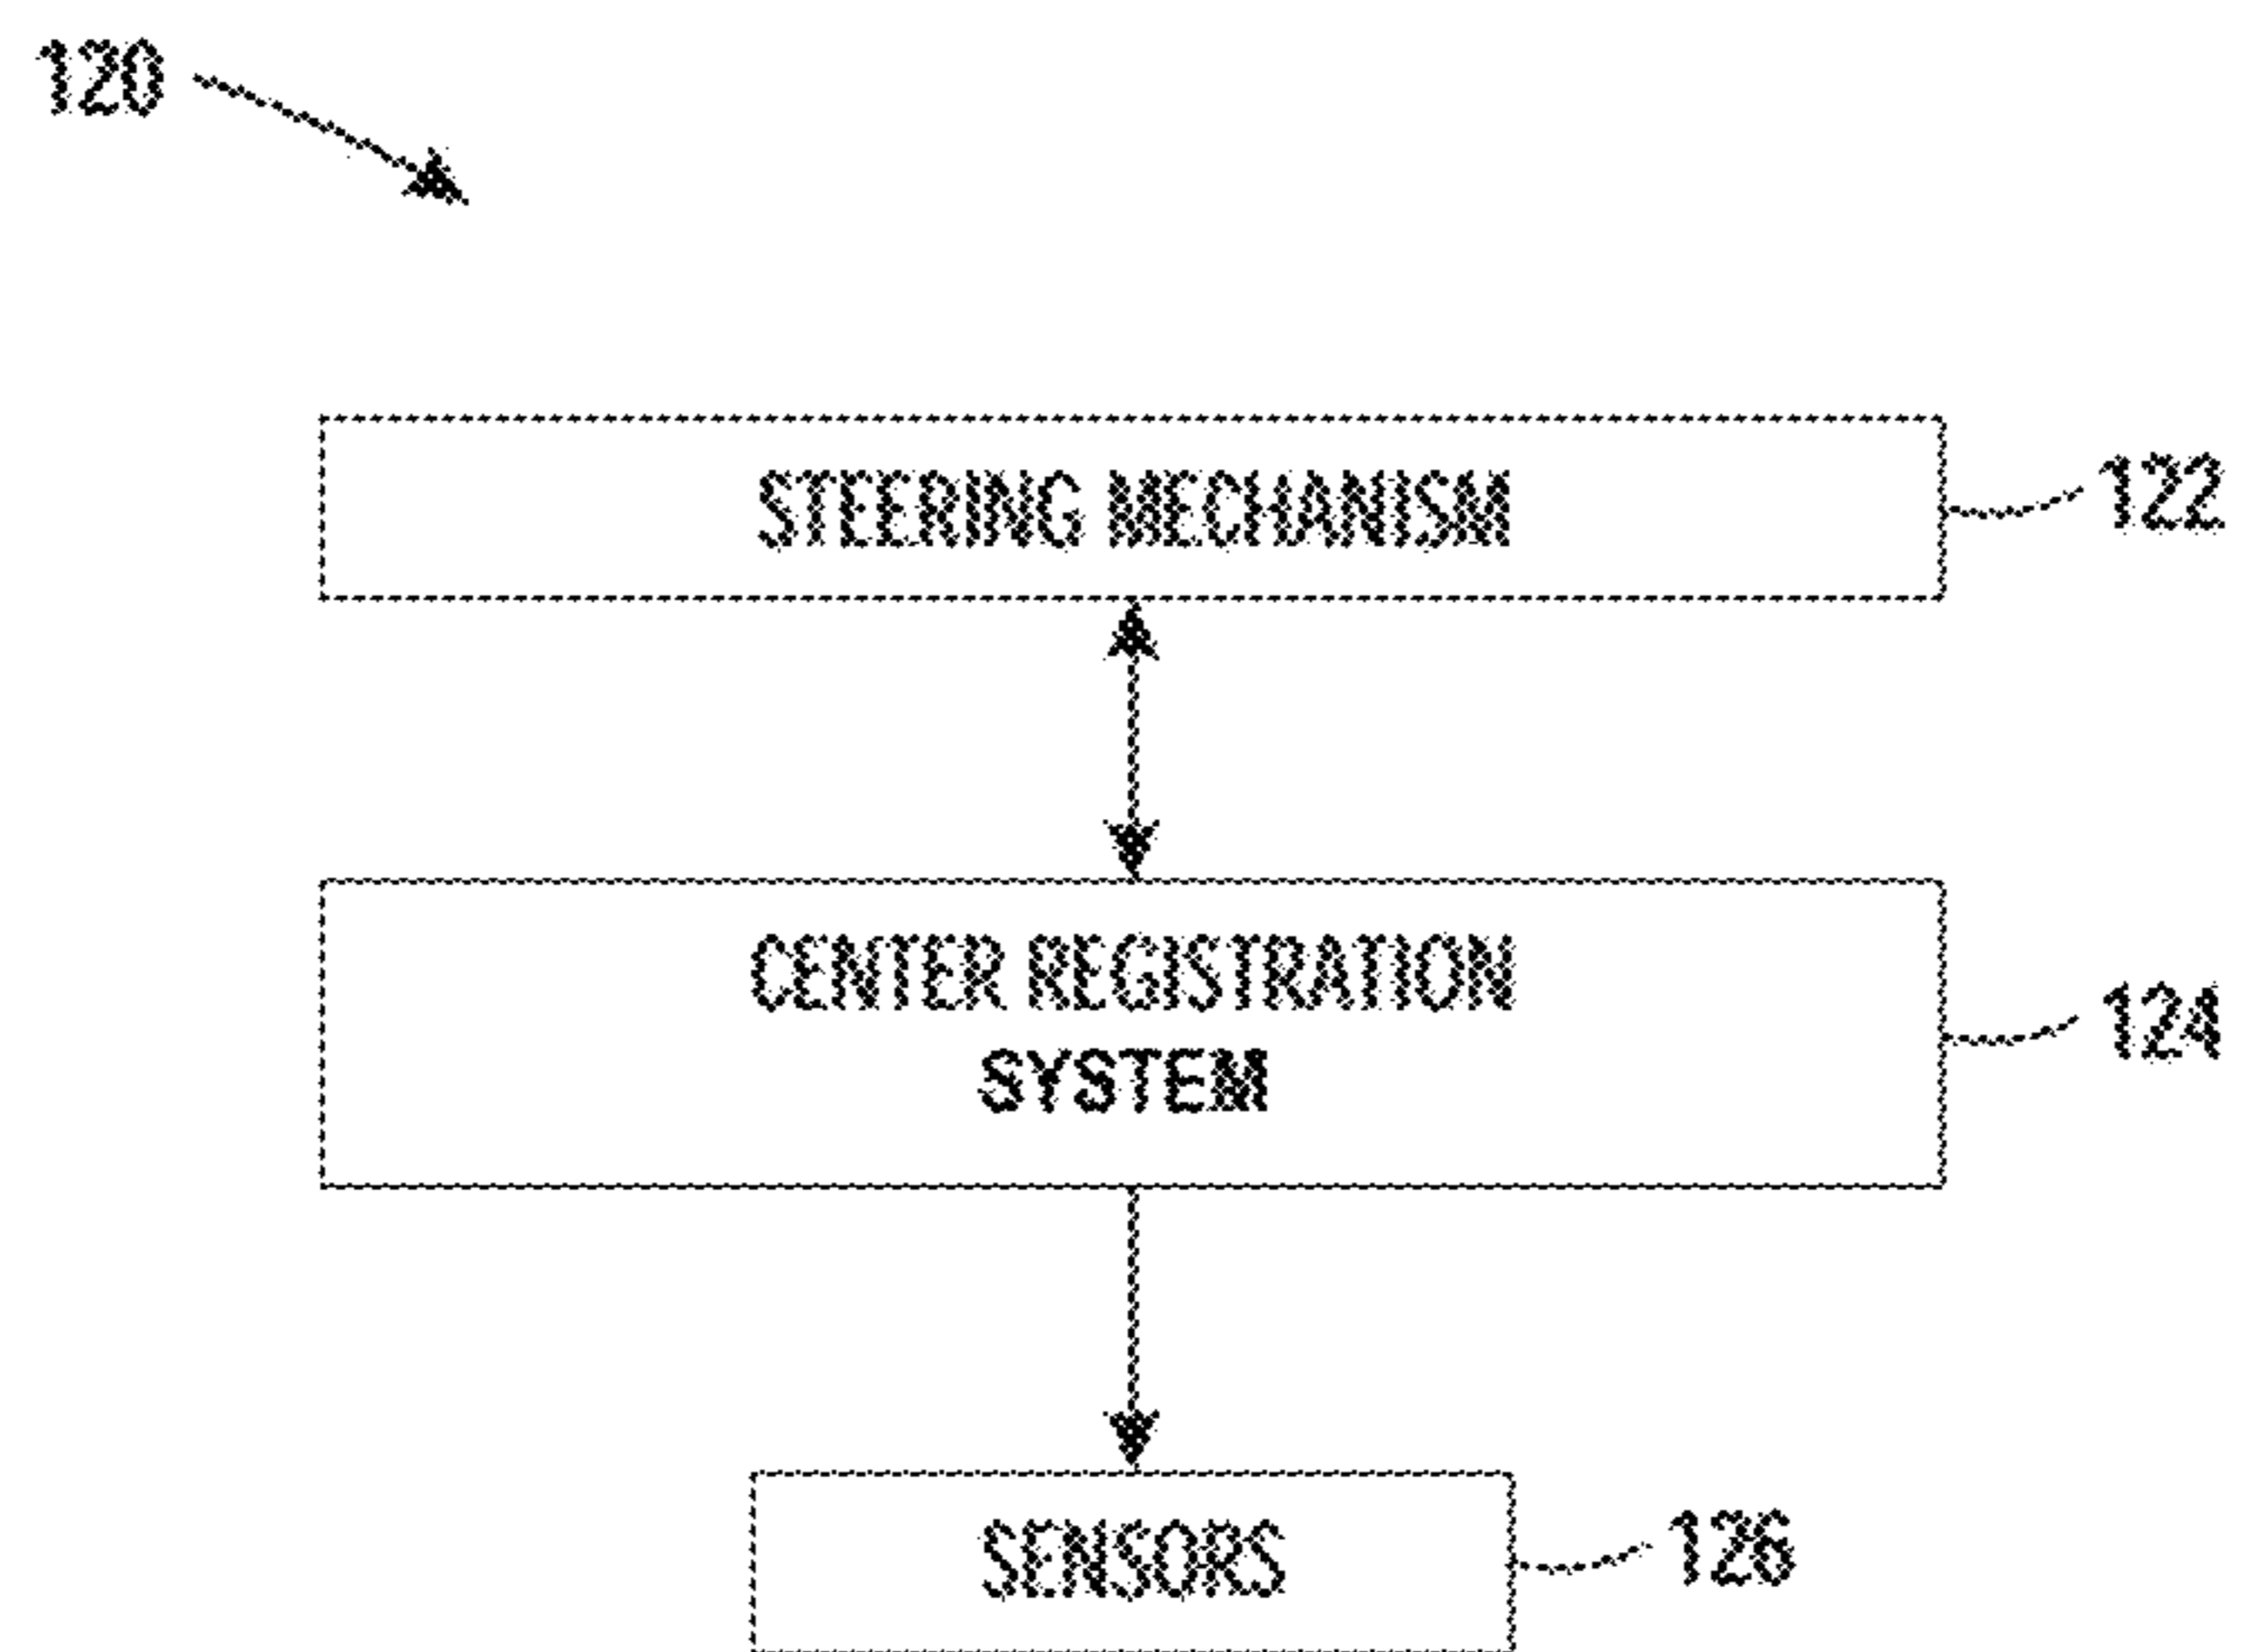 120
STEERING MECHANISM
122
CENTER REGISTRATION
SYSTEM
124
SENSORS
126